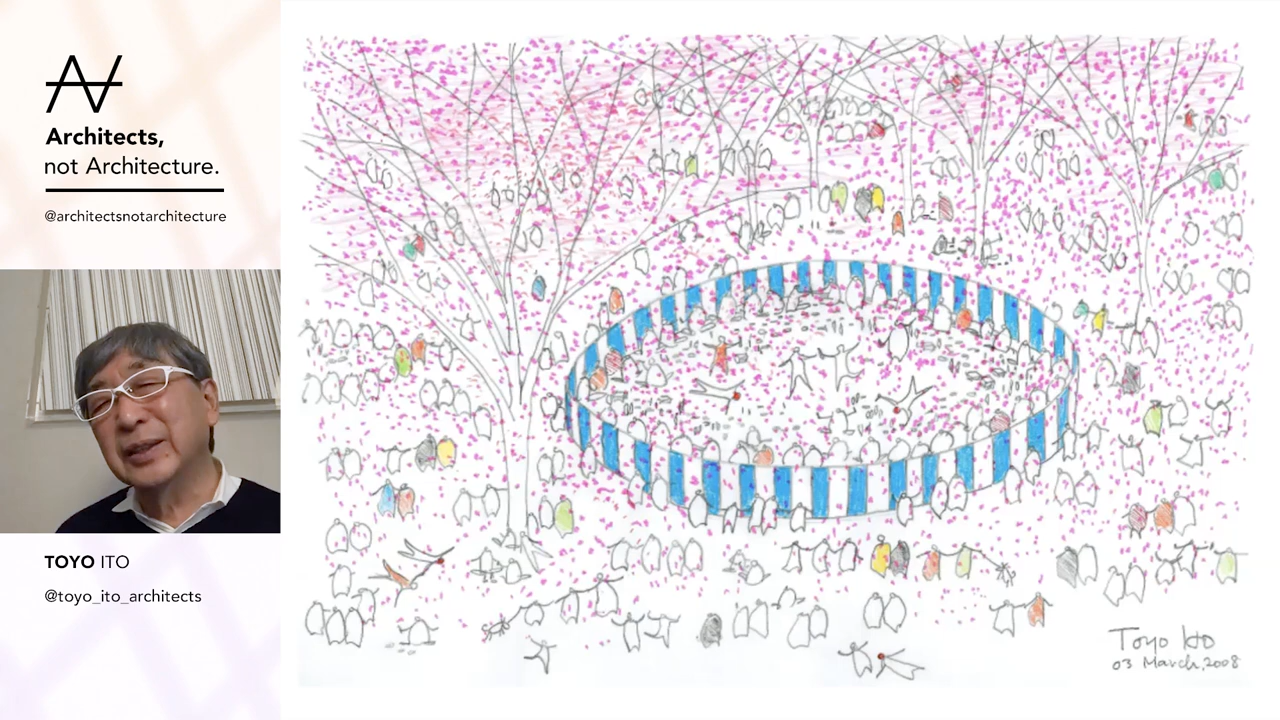 Architects,
not Architecture.
@architectsnotarchitecture
TOYO ITO
@toyo_ito_architects
Toyo Ito
03 March, 2008